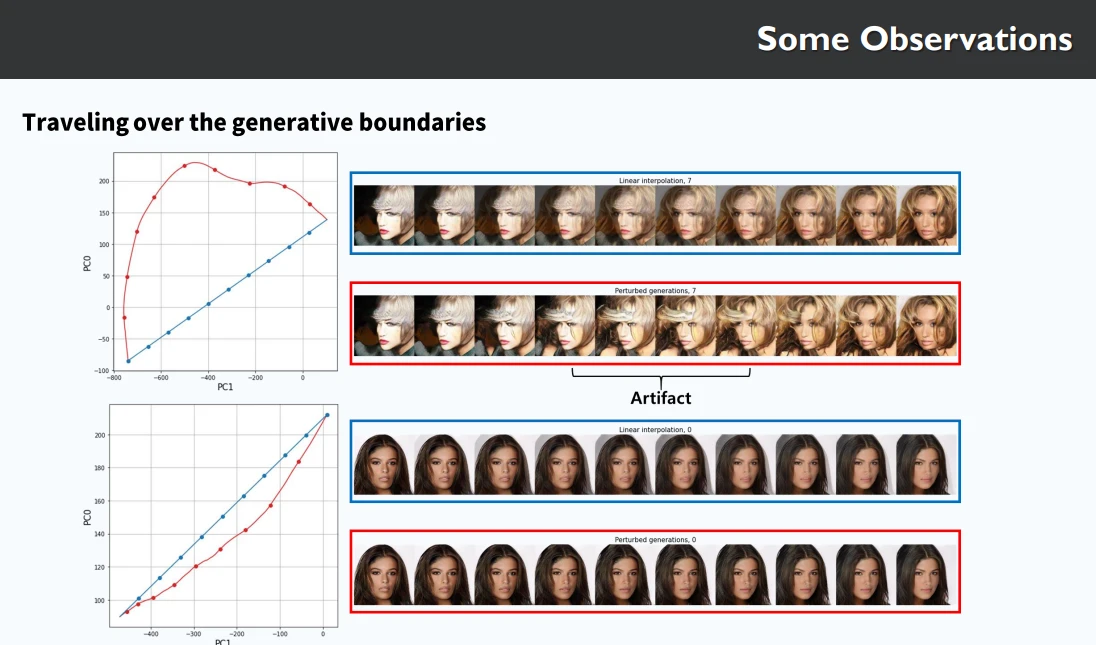 Some Observations
Traveling over the generative boundaries
PC0
200
150
100
50
0
−50
−100
−800
−600
−400
−200
0
PC1
Linear interpolation, 7
Perturbed generations, 7
Artifact
PC0
200
180
160
140
120
100
−400
−300
−200
−100
0
PC1
Linear interpolation, 0
Perturbed generations, 0